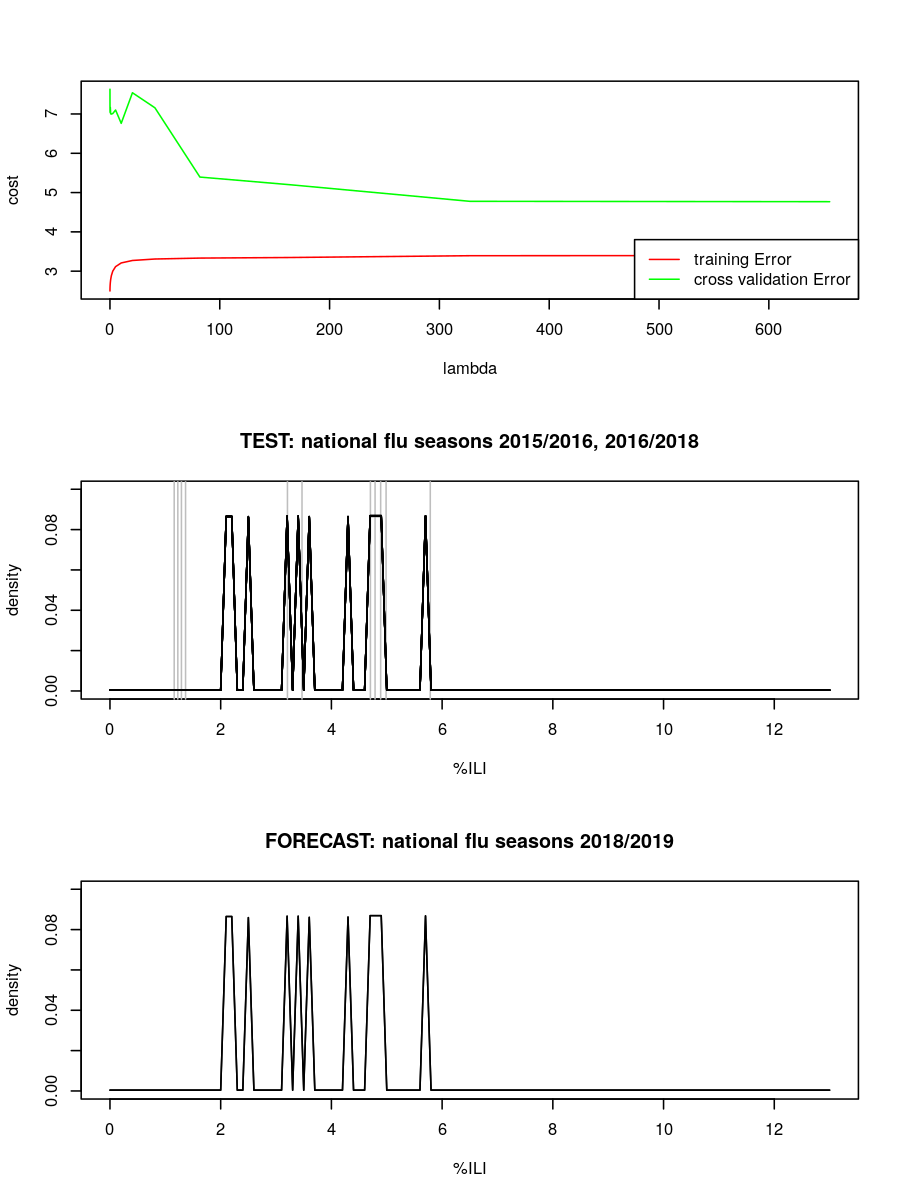 7
6
5
4
3
cost
training Error
cross validation Error
0 100 200 300 400 500 600
lambda
TEST: national flu seasons 2015/2016, 2016/2018
0.08
0.04
0.00
density
0 2 4 6 8 10 12
%ILI
FORECAST: national flu seasons 2018/2019
0.08
0.04
0.00
density
0 2 4 6 8 10 12
%ILI